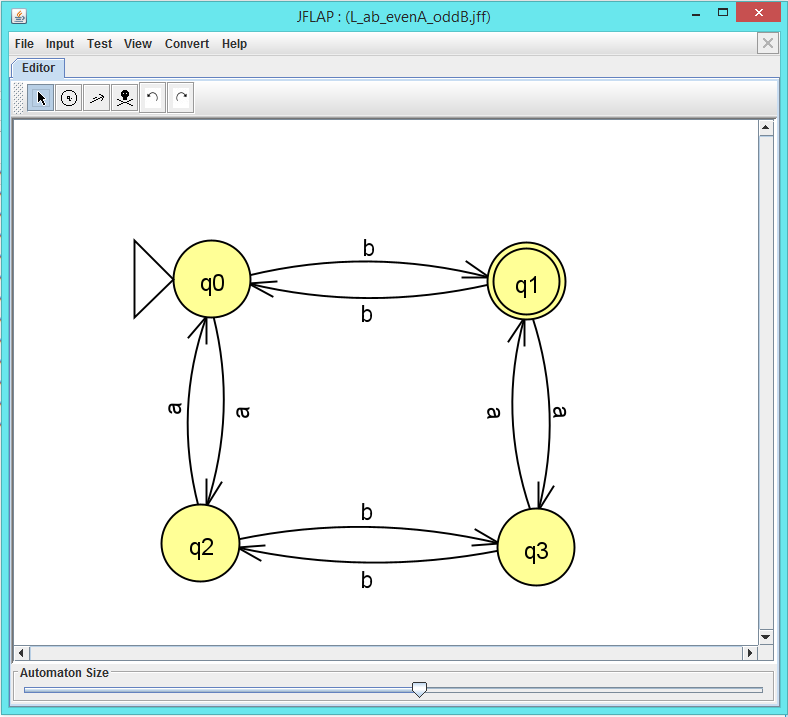 JFLAP : (L_ab_evenA_oddB.jff)
File Input Test View Convert Help
Editor
b
q0 q1
b
a a a a
b
q2 q3
b
Automaton Size